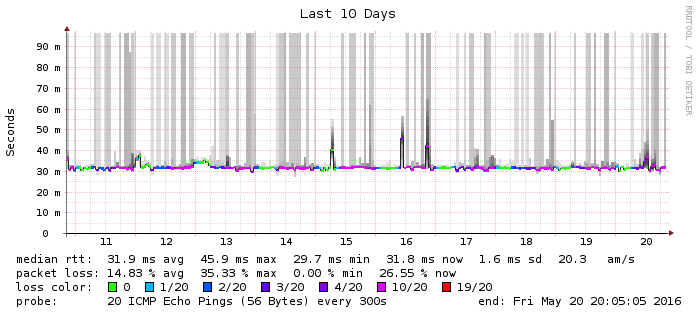 Last 10 Days
RRDTOOL / TOBI OETIKER
Seconds
90 m
80 m
70 m
60 m
50 m
40 m
30 m
20 m
10 m
0
11 12 13 14 15 16 17 18 19 20
median rtt: 31.9 ms avg 45.9 ms max 29.7 ms min 31.8 ms now 1.6 ms sd 20.3 am/s
packet loss: 14.83 % avg 35.33 % max 0.00 % min 26.55 % now
loss color: 0 1/20 2/20 3/20 4/20 10/20 19/20
probe: 20 ICMP Echo Pings (56 Bytes) every 300s end: Fri May 20 20:05:05 2016